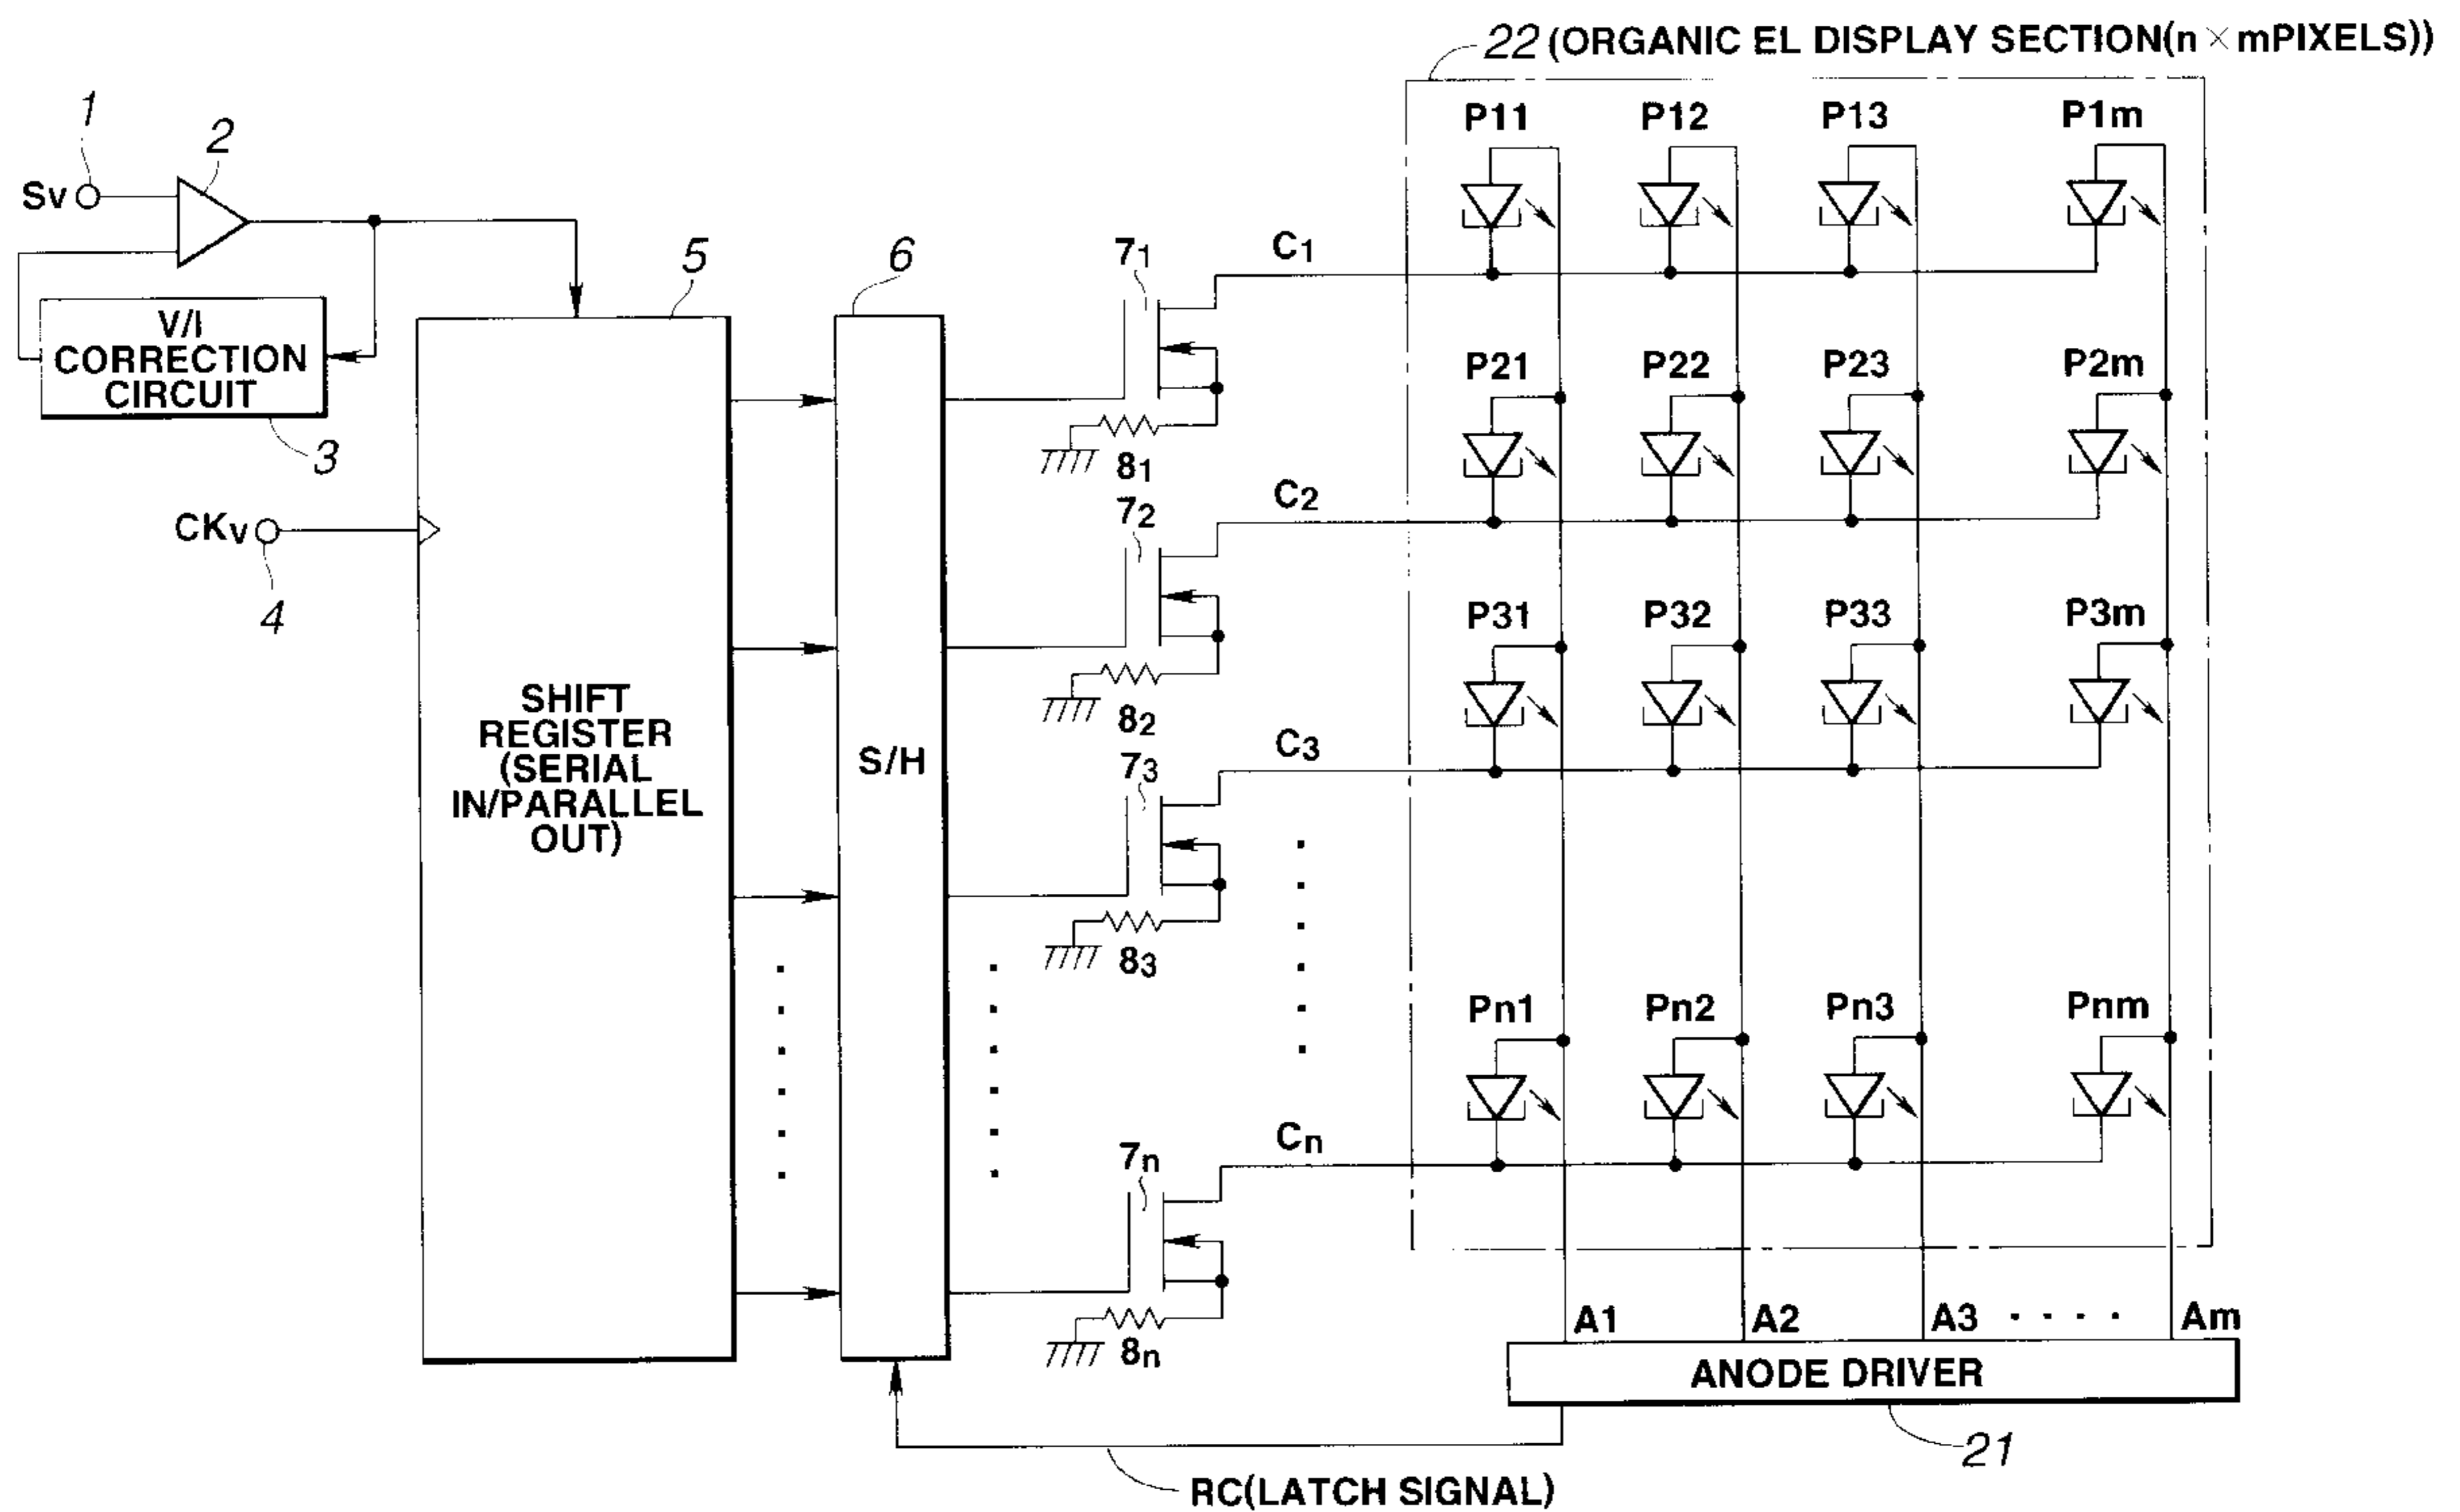 22 (ORGANIC EL DISPLAY SECTION(n × mPIXELS))
P11 P12 P13 P1m
1
2
Sv
5
6
71
C1
V/I
CORRECTION
CIRCUIT
3
P21 P22 P23 P2m
81
C2
72
CKv
4
P31 P32 P33 P3m
82
C3
73
SHIFT
REGISTER
(SERIAL
IN/PARALLEL
OUT)
S/H
83
Pn1 Pn2 Pn3 Pnm
7n
Cn
8n
A1 A2 A3 · · · · Am
ANODE DRIVER
21
RC(LATCH SIGNAL)